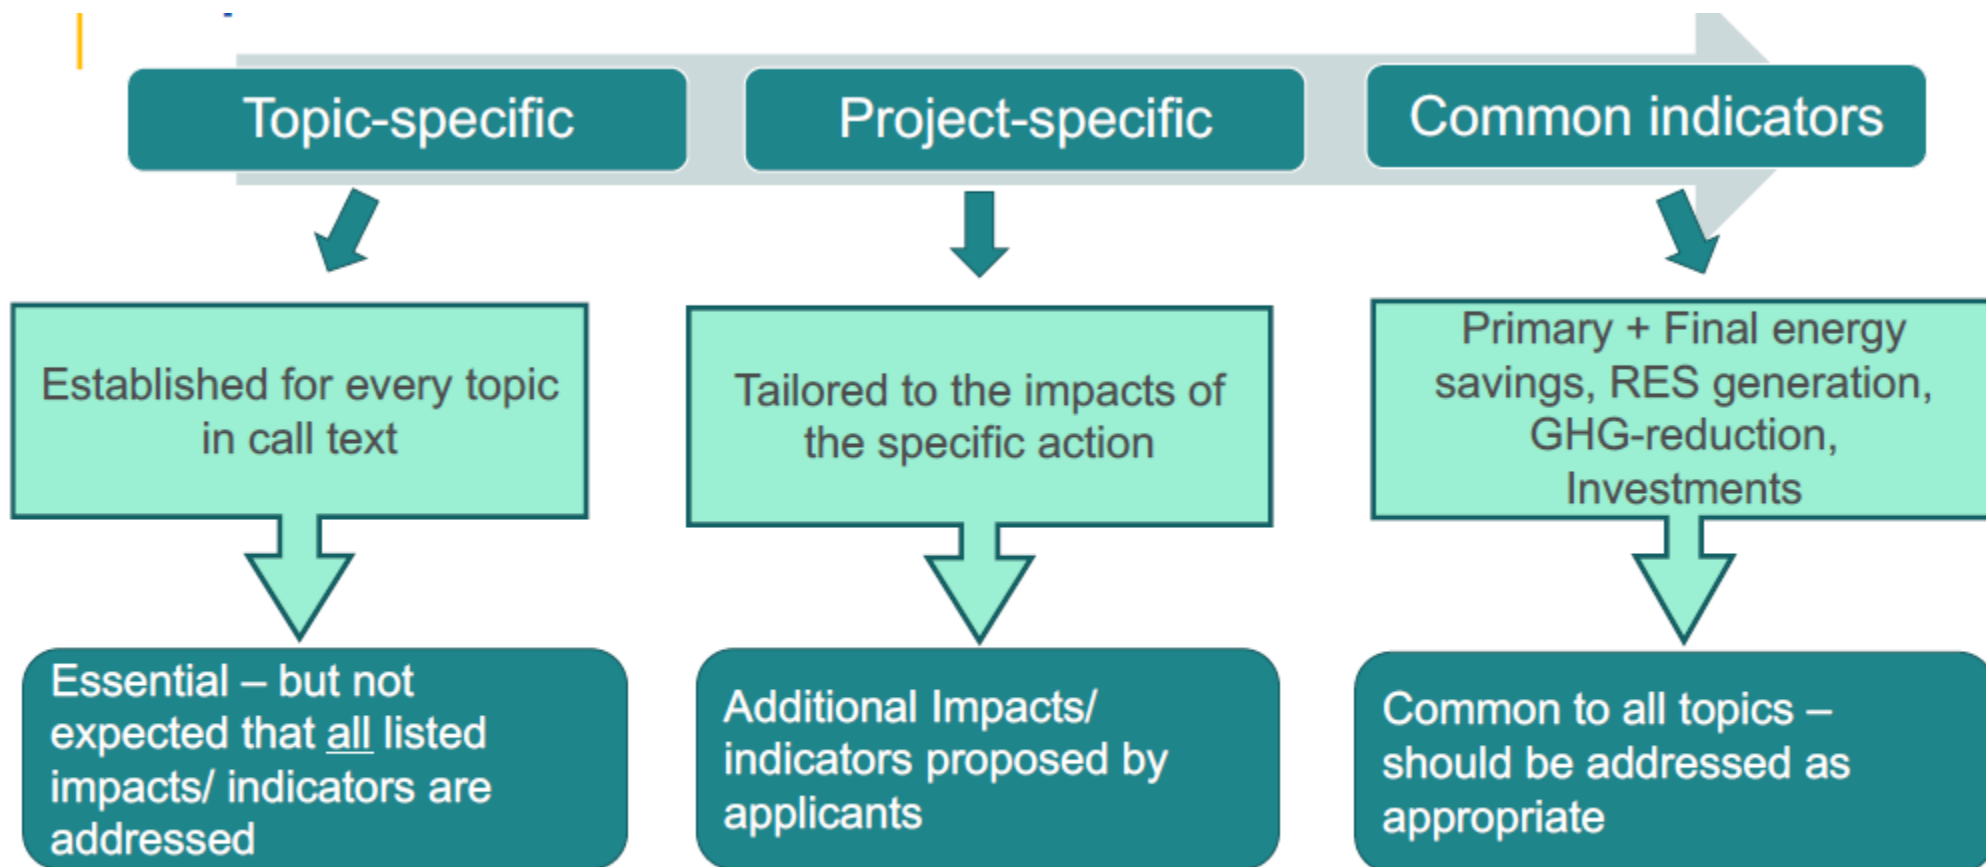 Topic-specific
Project-specific
Common indicators
Established for every topic
in call text
Tailored to the impacts of
the specific action
Primary + Final energy
savings, RES generation,
GHG-reduction,
Investments
Essential – but not
expected that all listed
impacts/ indicators are
addressed
Additional Impacts/
indicators proposed by
applicants
Common to all topics –
should be addressed as
appropriate